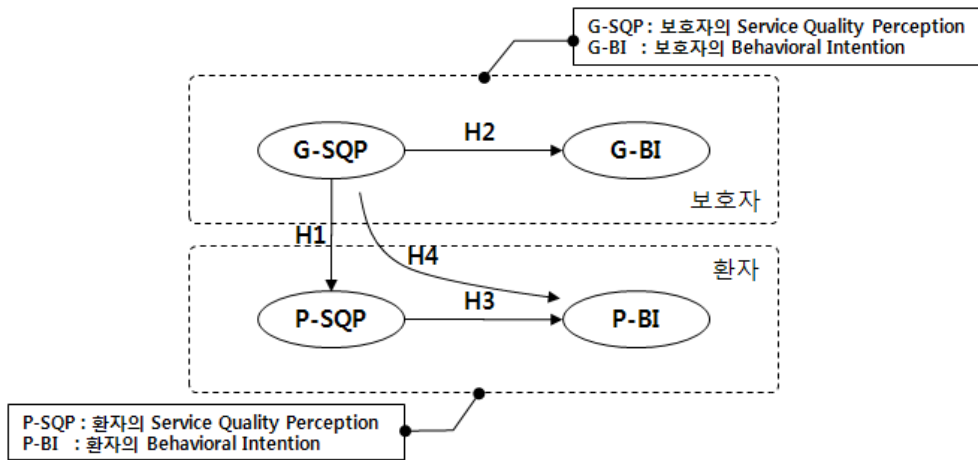 G-SQP : 보호자의 Service Quality Perception
G-BI : 보호자의 Behavioral Intention
H2
G-SQP
G-BI
보호자
H1
H4
환자
H3
P-SQP
P-BI
P-SQP : 환자의 Service Quality Perception
P-BI : 환자의 Behavioral Intention